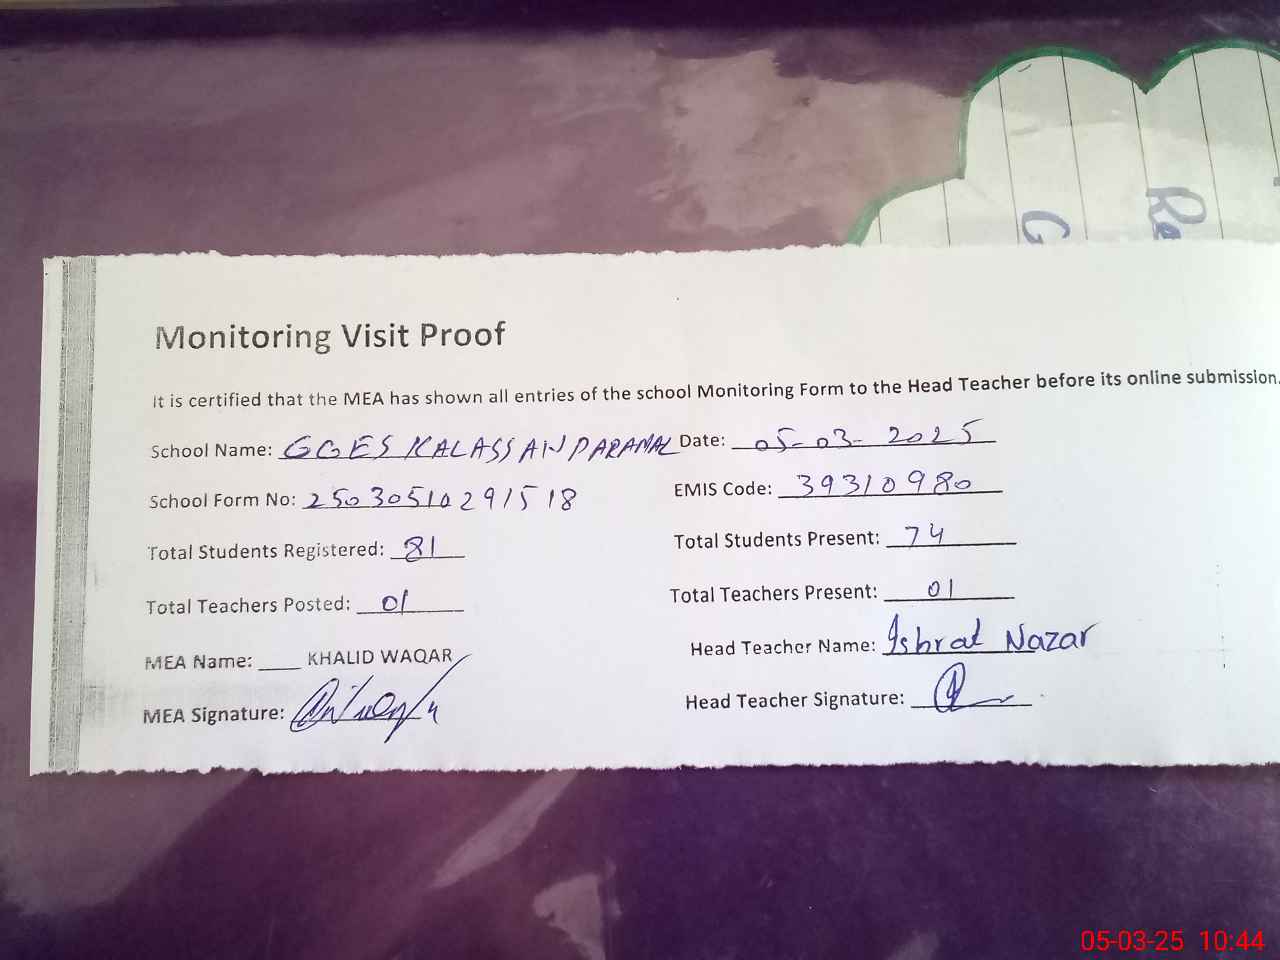 Re
G
Monitoring Visit Proof
It is certified that the MEA has shown all entries of the school Monitoring Form to the Head Teacher before its online submission.
School Name: GGES KALASSAN PARAMAL Date: 05-03-2025
School Form No: 25030510291518 EMIS Code: 39310980
Total Students Registered: 81 Total Students Present: 74
Total Teachers Posted: 01 Total Teachers Present: 01
MEA Name: KHALID WAQAR Head Teacher Name: Ishrat Nazar
MEA Signature: Head Teacher Signature:
05-03-25 10:44